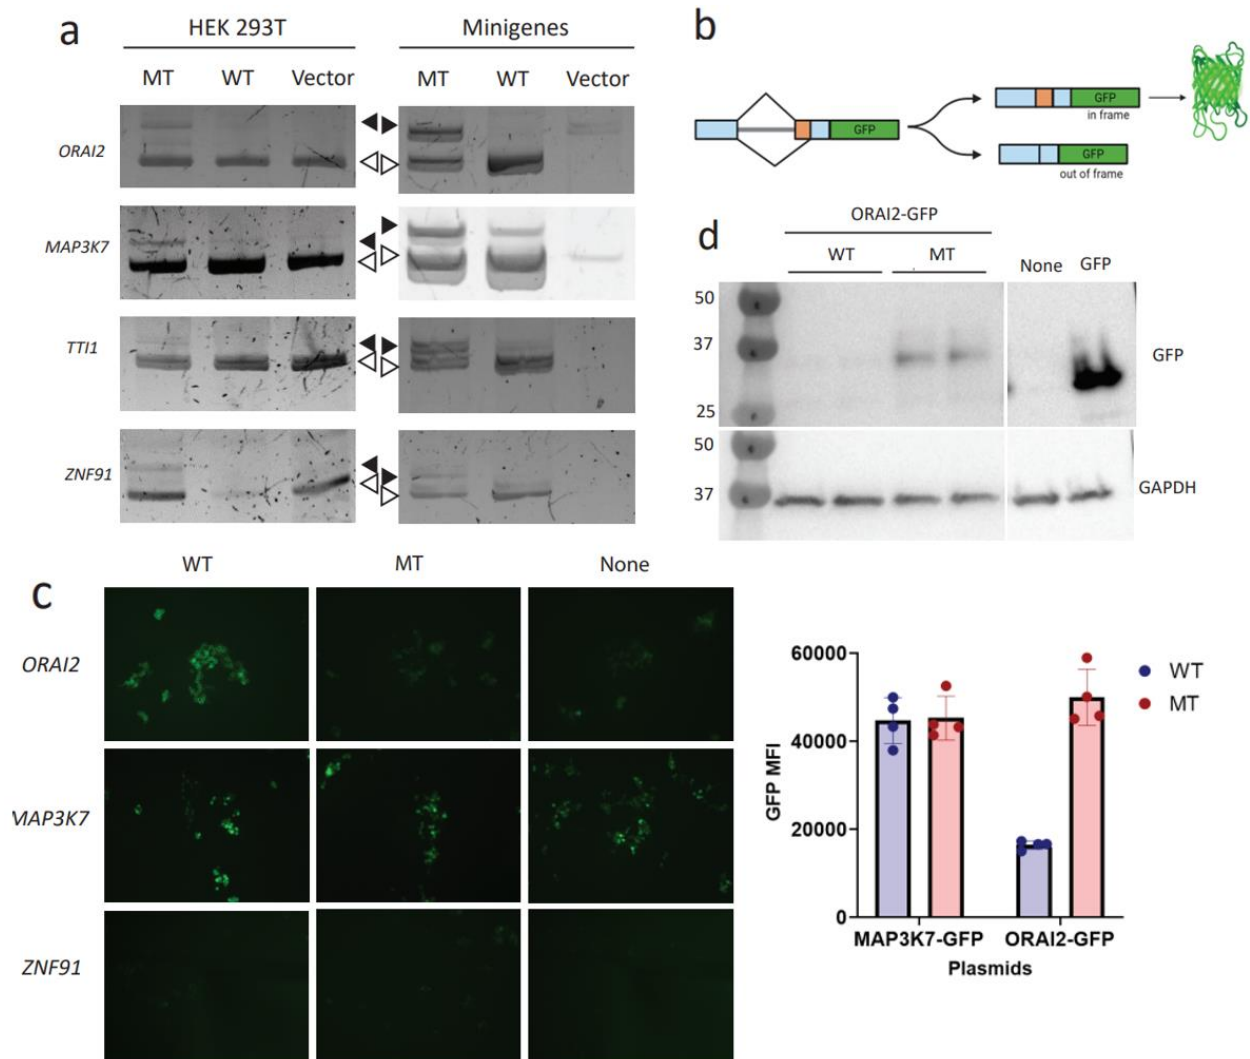 a
HEK 293T
Minigenes
MT WT Vector
MT WT Vector
ORAI2
MAP3K7
TTI1
ZNF91
b
GFP
GFP
in frame
GFP
out of frame
d
ORAI2-GFP
WT MT
None GFP
50
37
25
GFP
50
37
GAPDH
c
WT MT None
ORAI2
MAP3K7
ZNF91
60000
40000
20000
0
GFP MFI
MAP3K7-GFP ORAI2-GFP
Plasmids
WT
MT